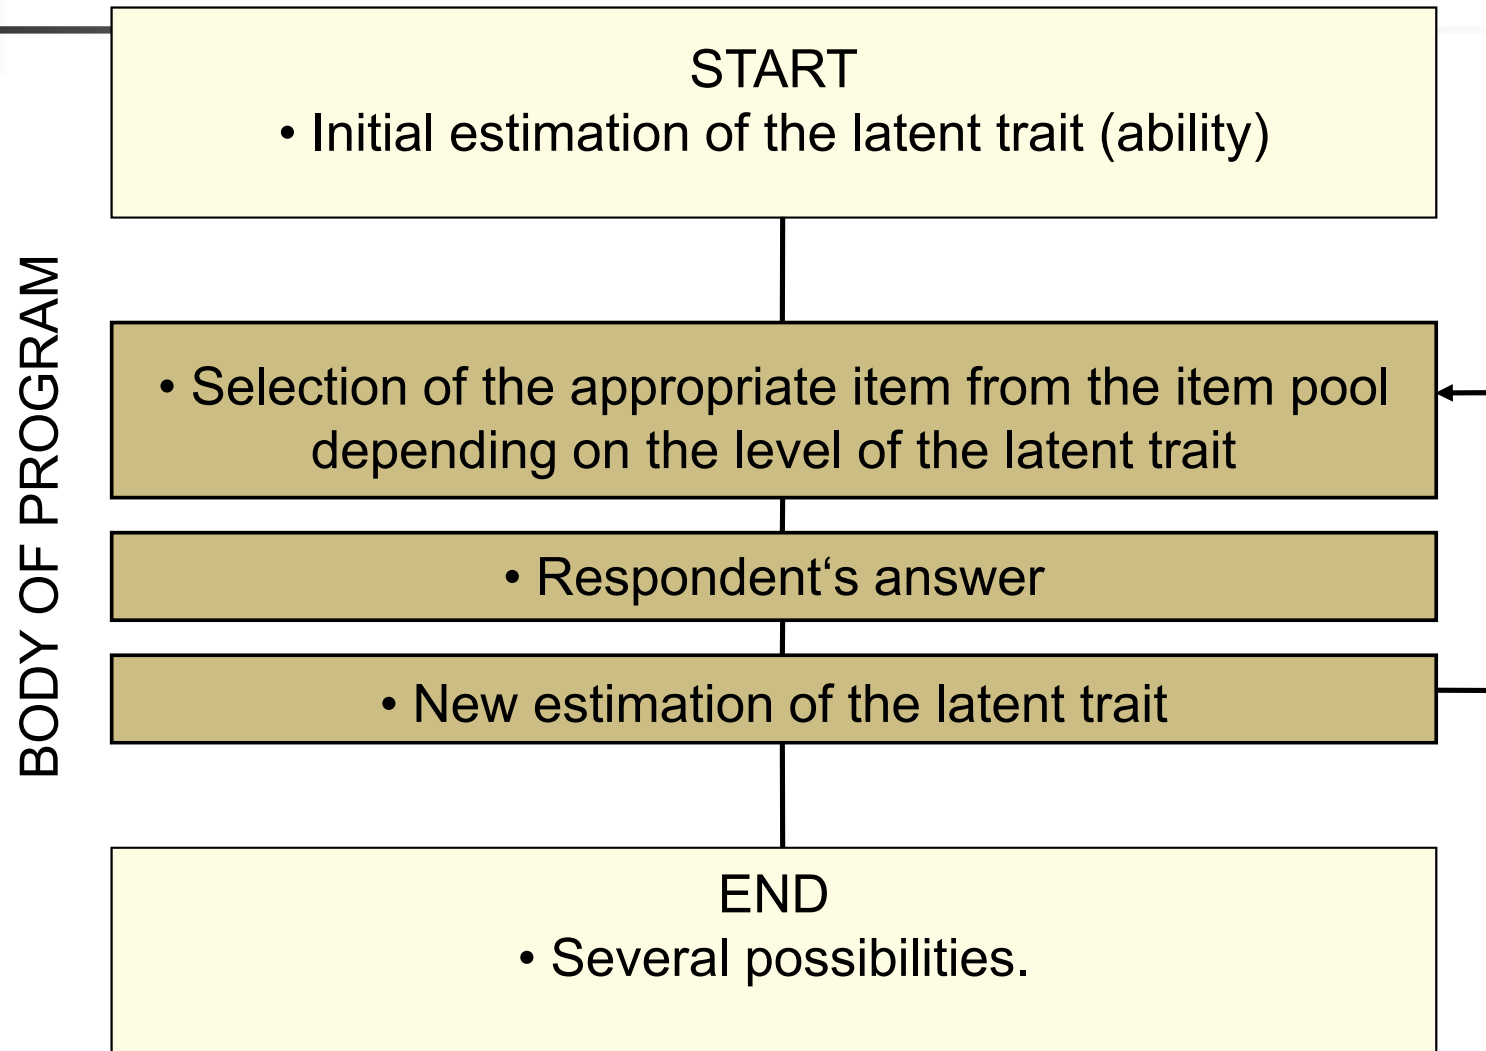 START
• Initial estimation of the latent trait (ability)
BODY OF PROGRAM
• Selection of the appropriate item from the item pool
depending on the level of the latent trait
• Respondent‘s answer
• New estimation of the latent trait
END
• Several possibilities.